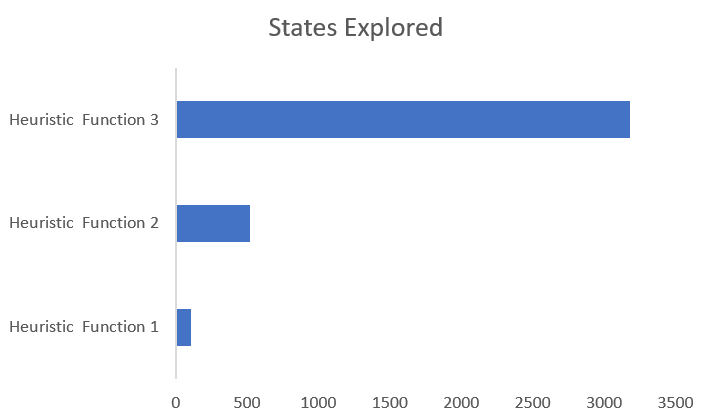 States Explored
Heuristic  Function 3
Heuristic  Function 2
Heuristic  Function 1
0 500 1000 1500 2000 2500 3000 3500